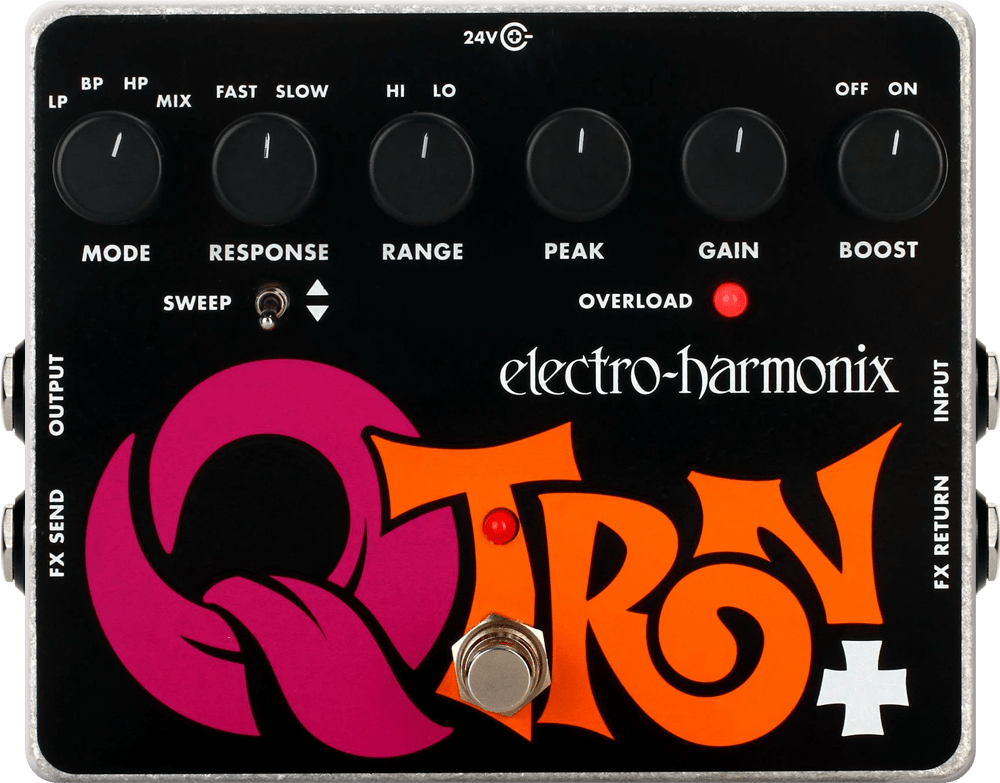 24V
LP BP HP MIX FAST SLOW HI LO OFF ON
MODE RESPONSE RANGE PEAK GAIN BOOST
SWEEP OVERLOAD
electro-harmonix
OUTPUT
INPUT
FX SEND
FX RETURN
QTRON+